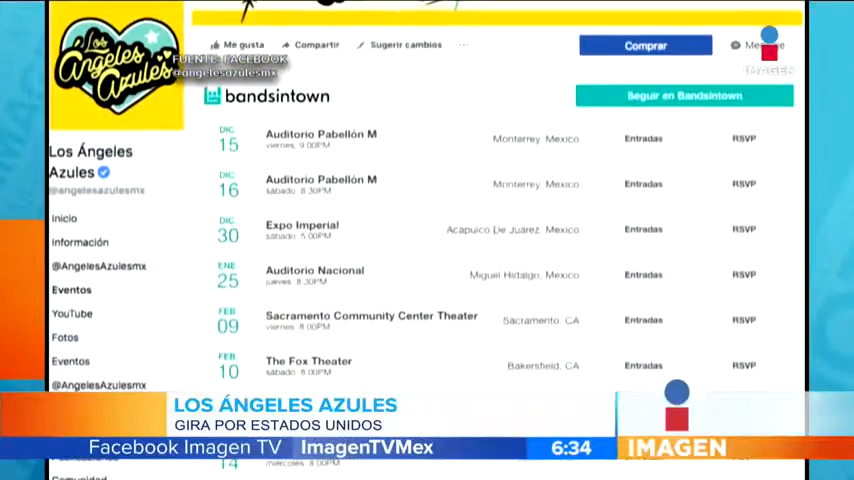 Los
Ángeles
Azules
Me gusta
Compartir
Sugerir cambios
...
Comprar
FUENTE: FACEBOOK
@angelesazulesmx
IMAGEN
bandsintown
Seguir en Bandsintown
Los Ángeles
Azules
@angelesazulesmx
Inicio
Información
@AngelesAzulesmx
Eventos
YouTube
Fotos
Eventos
@AngelesAzulesmx
DIC 15 Auditorio Pabellón M viernes 9:00PM Monterrey, Mexico Entradas RSVP
DIC 16 Auditorio Pabellón M sábado 8:30PM Monterrey, Mexico Entradas RSVP
DIC 30 Expo Imperial sábado 5:00PM Acapulco De Juarez, Mexico Entradas RSVP
ENE 25 Auditorio Nacional jueves 8:30PM Miguel Hidalgo, Mexico Entradas RSVP
FEB 09 Sacramento Community Center Theater viernes 8:00PM Sacramento, CA Entradas RSVP
FEB 10 The Fox Theater sábado 8:00PM Bakersfield, CA Entradas RSVP
LOS ÁNGELES AZULES
GIRA POR ESTADOS UNIDOS
Facebook Imagen TV ImagenTVMex 6:34 IMAGEN
14 miércoles 8:00PM